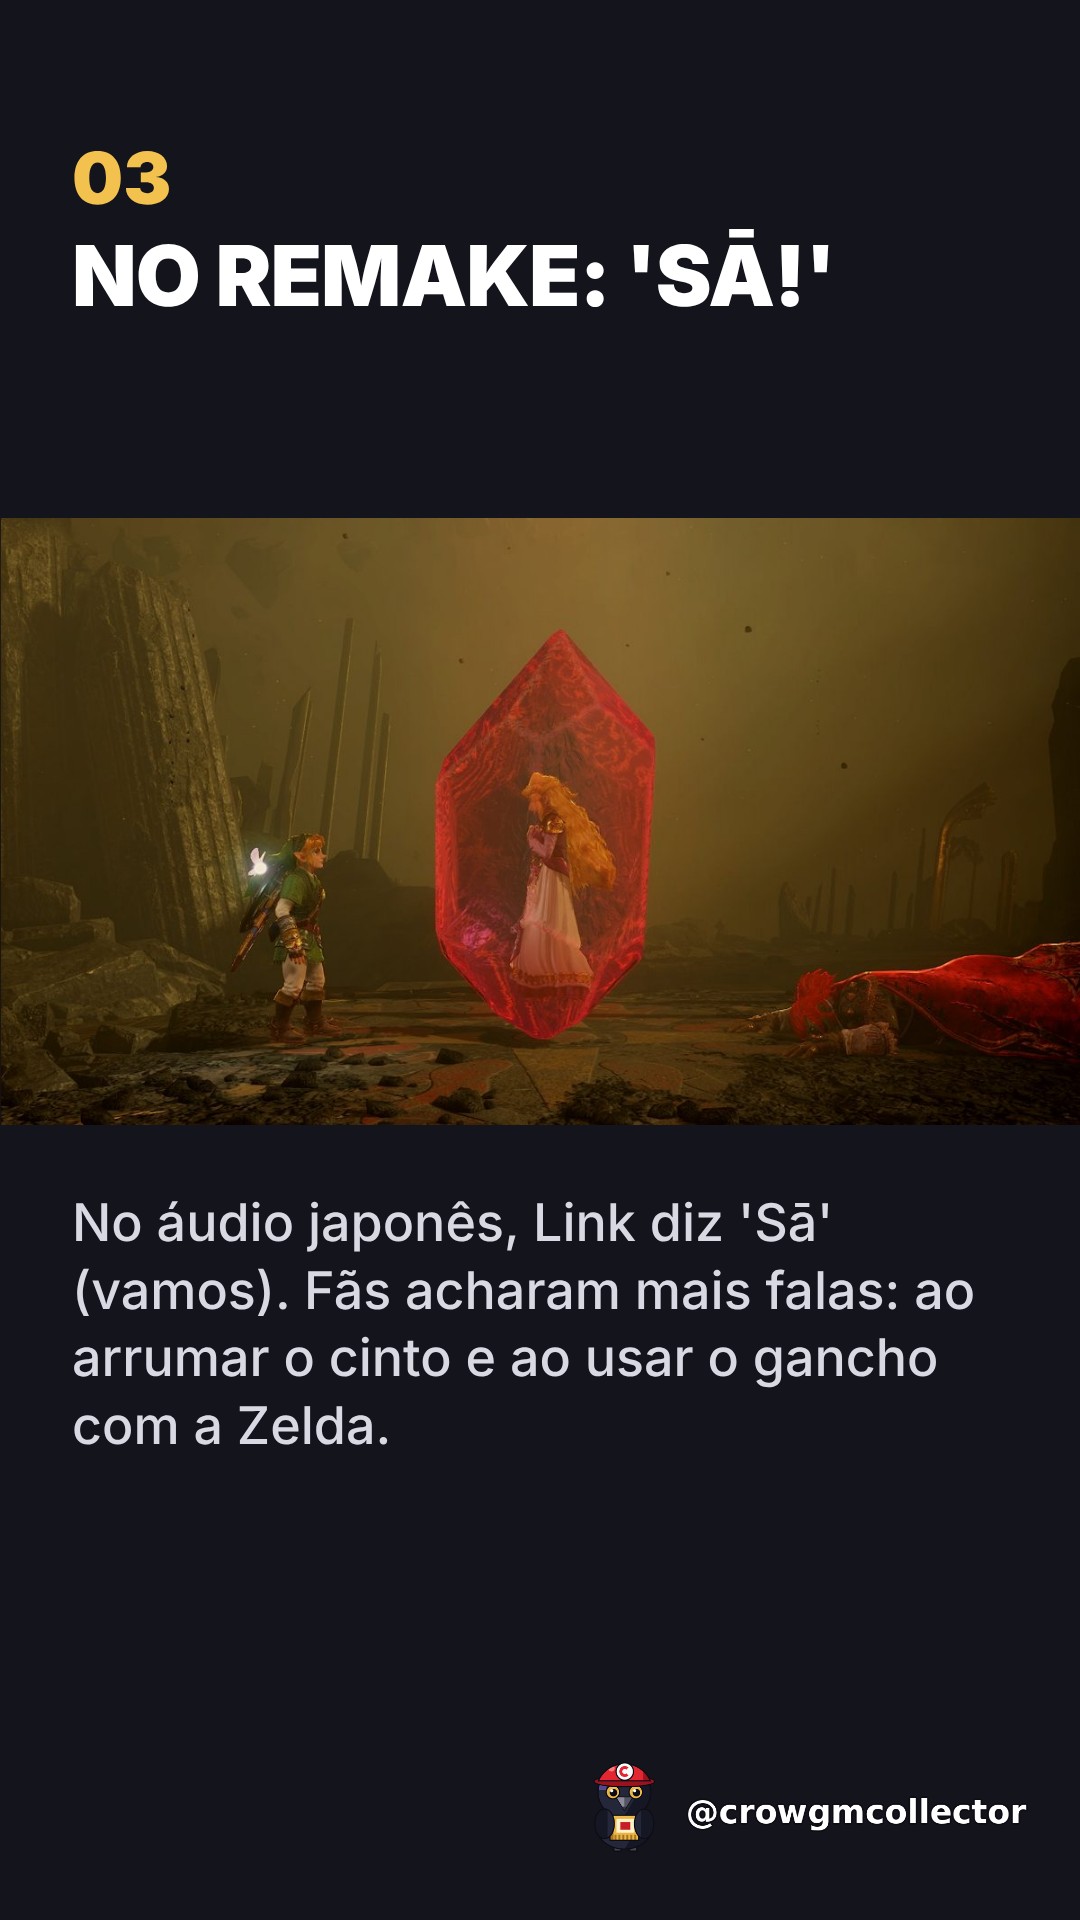 03
NO REMAKE: 'SĀ!'
No áudio japonês, Link diz 'Sā'
(vamos). Fãs acharam mais falas: ao
arrumar o cinto e ao usar o gancho
com a Zelda.
C
@crowgmcollector